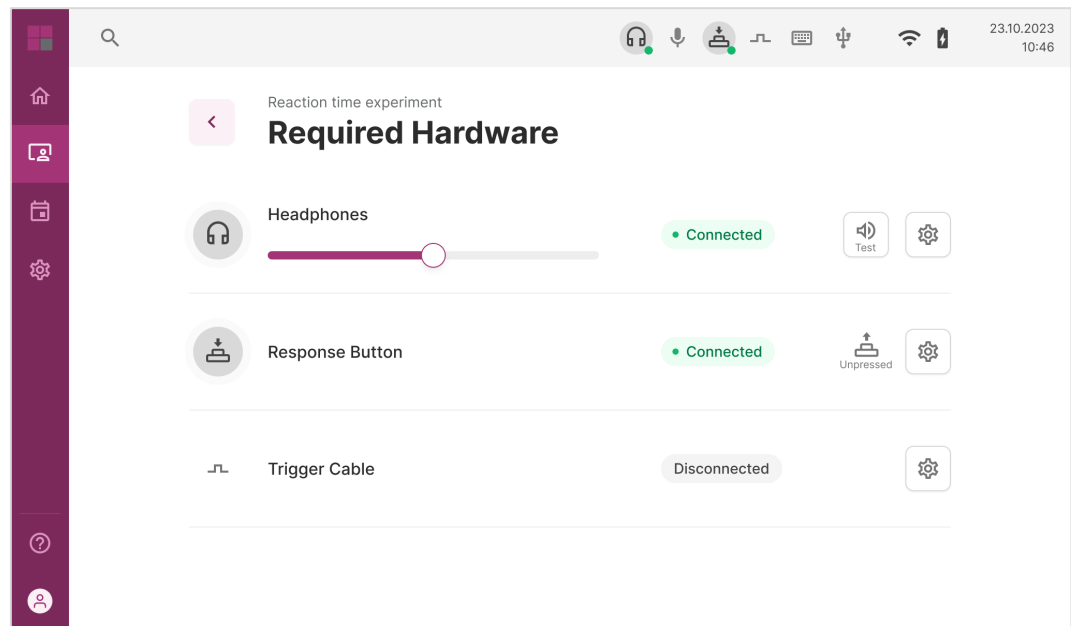 23.10.2023
10:46
Reaction time experiment
Required Hardware
Headphones
Connected
Test
Response Button
Connected
Unpressed
Trigger Cable
Disconnected